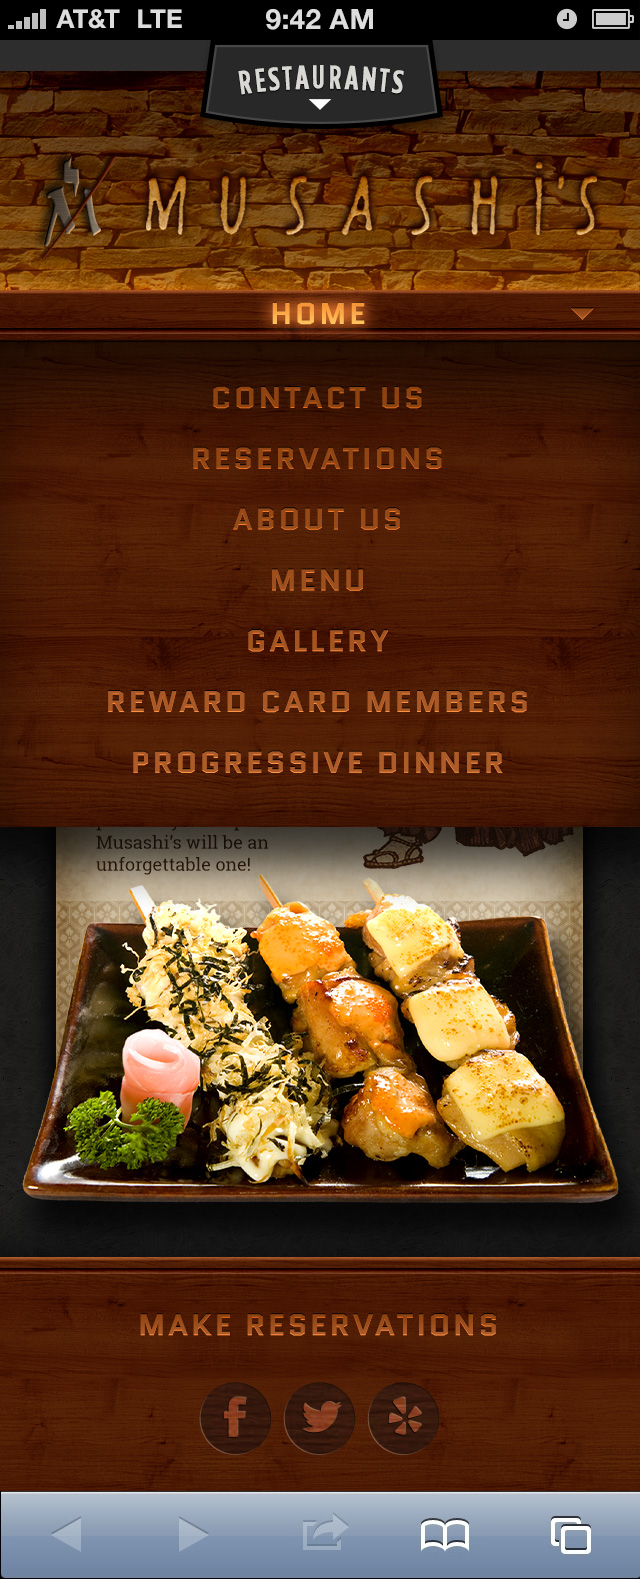 AT&T LTE 9:42 AM
RESTAURANTS
MUSASHI'S
HOME
CONTACT US
RESERVATIONS
ABOUT US
MENU
GALLERY
REWARD CARD MEMBERS
PROGRESSIVE DINNER
Musashi's will be an
unforgettable one!
MAKE RESERVATIONS